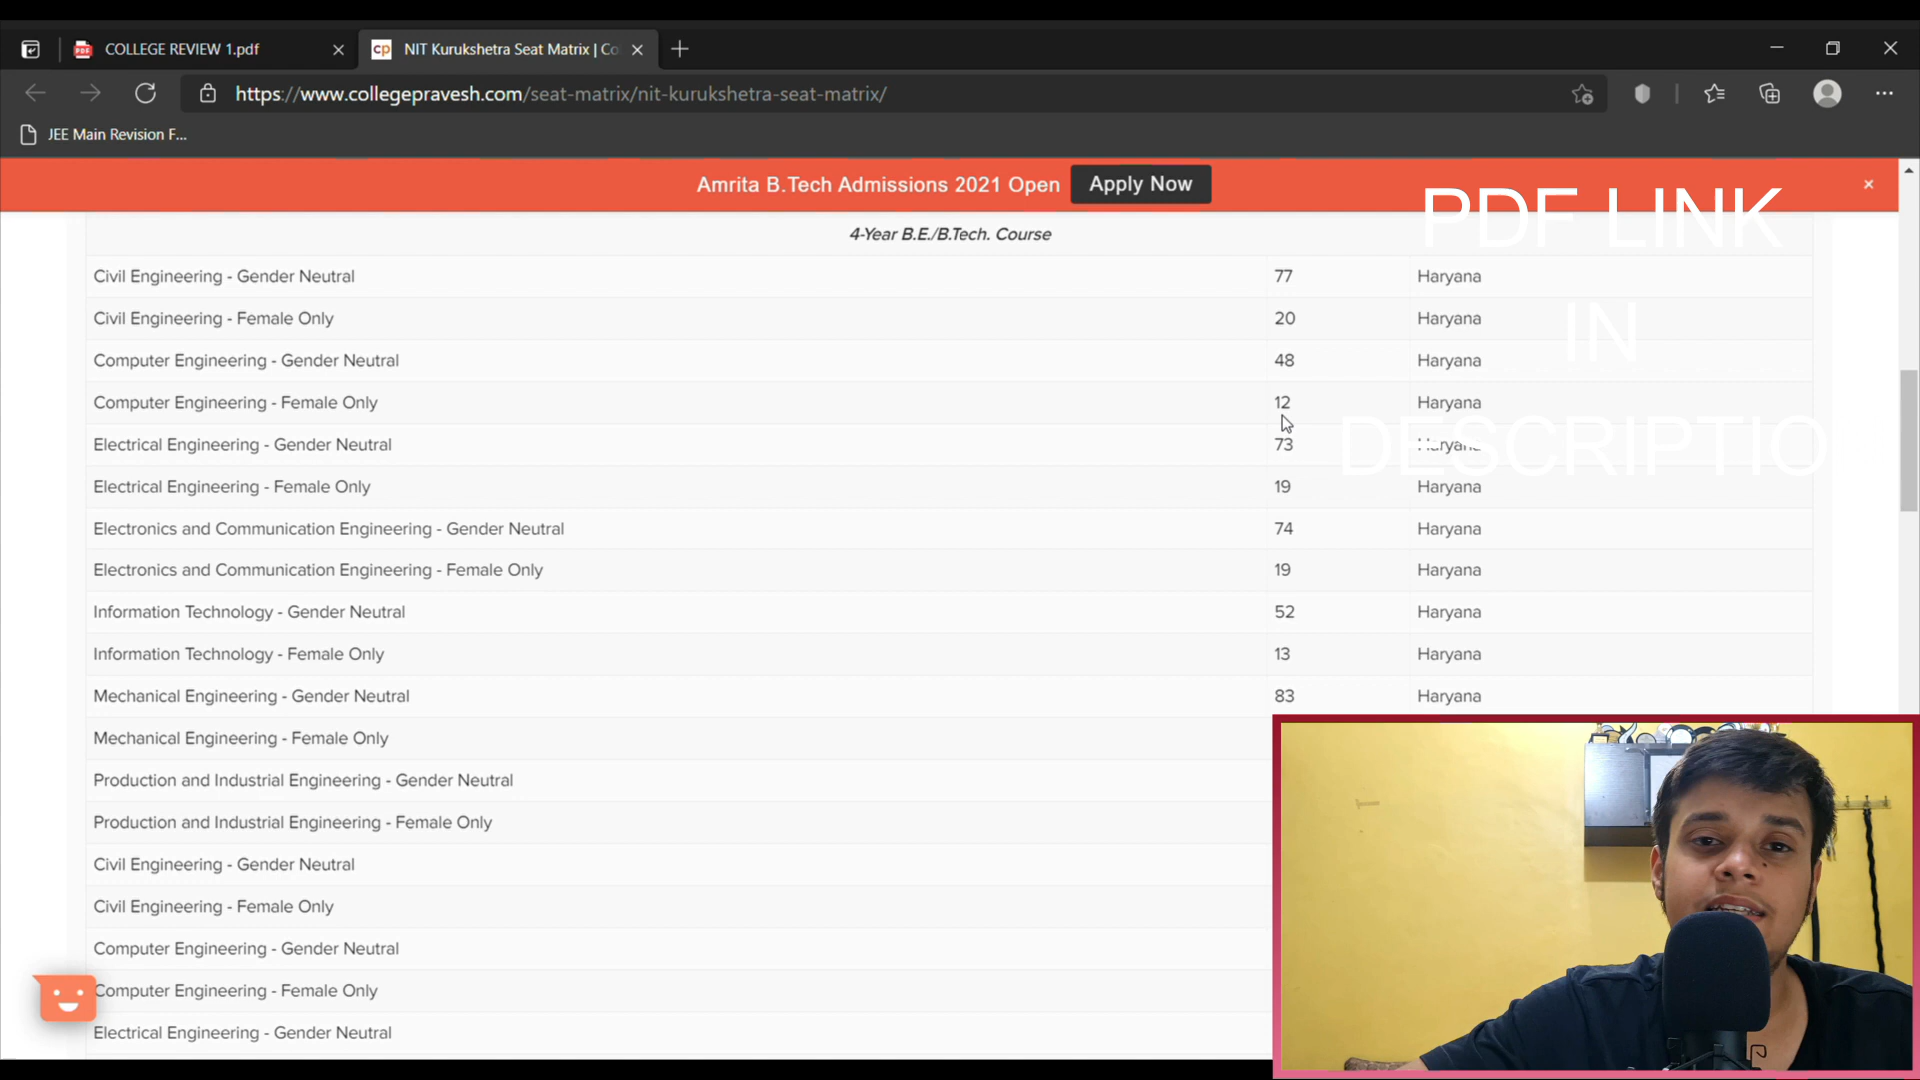 COLLEGE REVIEW 1.pdf
NIT Kurukshetra Seat Matrix | Co
https://www.collegepravesh.com/seat-matrix/nit-kurukshetra-seat-matrix/
JEE Main Revision F...
Amrita B.Tech Admissions 2021 Open Apply Now
PDF LINK
IN
DESCRIPTIO
4-Year B.E./B.Tech. Course
Civil Engineering - Gender Neutral 77 Haryana
Civil Engineering - Female Only 20 Haryana
Computer Engineering - Gender Neutral 48 Haryana
Computer Engineering - Female Only 12 Haryana
Electrical Engineering - Gender Neutral 73 Haryana
Electrical Engineering - Female Only 19 Haryana
Electronics and Communication Engineering - Gender Neutral 74 Haryana
Electronics and Communication Engineering - Female Only 19 Haryana
Information Technology - Gender Neutral 52 Haryana
Information Technology - Female Only 13 Haryana
Mechanical Engineering - Gender Neutral 83 Haryana
Mechanical Engineering - Female Only
Production and Industrial Engineering - Gender Neutral
Production and Industrial Engineering - Female Only
Civil Engineering - Gender Neutral
Civil Engineering - Female Only
Computer Engineering - Gender Neutral
Computer Engineering - Female Only
Electrical Engineering - Gender Neutral